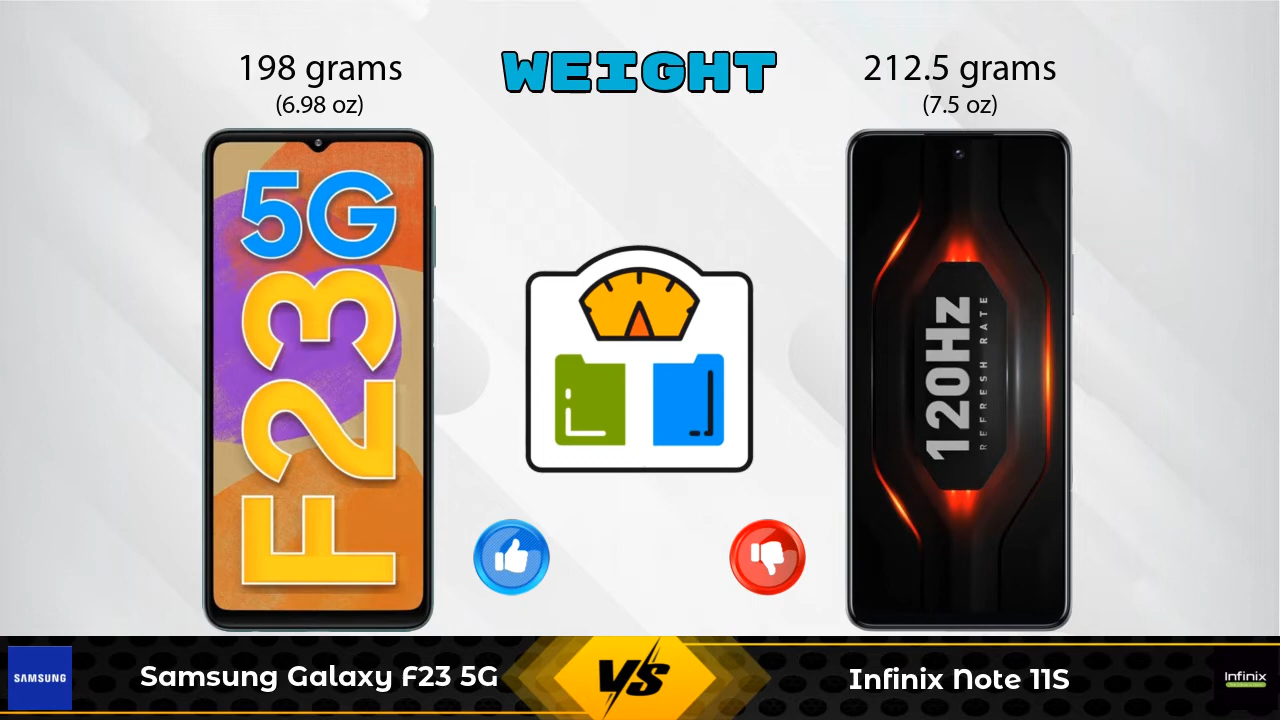 WEIGHT
198 grams
(6.98 oz)
212.5 grams
(7.5 oz)
5G
F23
120Hz
REFRESH RATE
SAMSUNG
Samsung Galaxy F23 5G
VS
Infinix Note 11S
Infinix